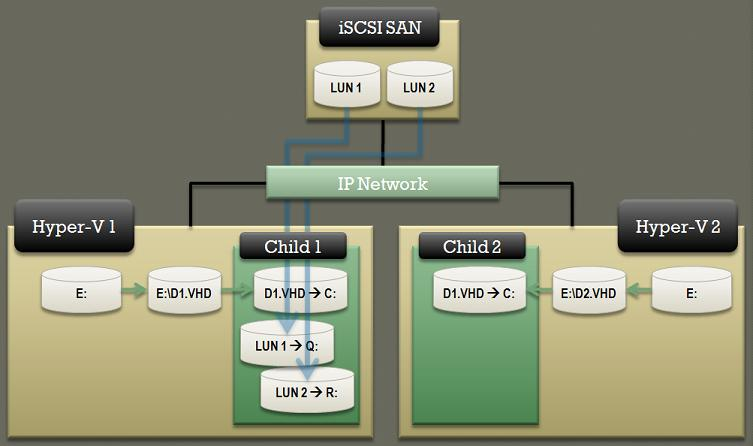 iSCSI SAN
LUN 1
LUN 2
IP Network
Hyper-V 1
Child 1
E:
E:\D1.VHD
D1.VHD → C:
LUN 1 → Q:
LUN 2 → R:
Child 2
Hyper-V 2
D1.VHD → C:
E:\D2.VHD
E: